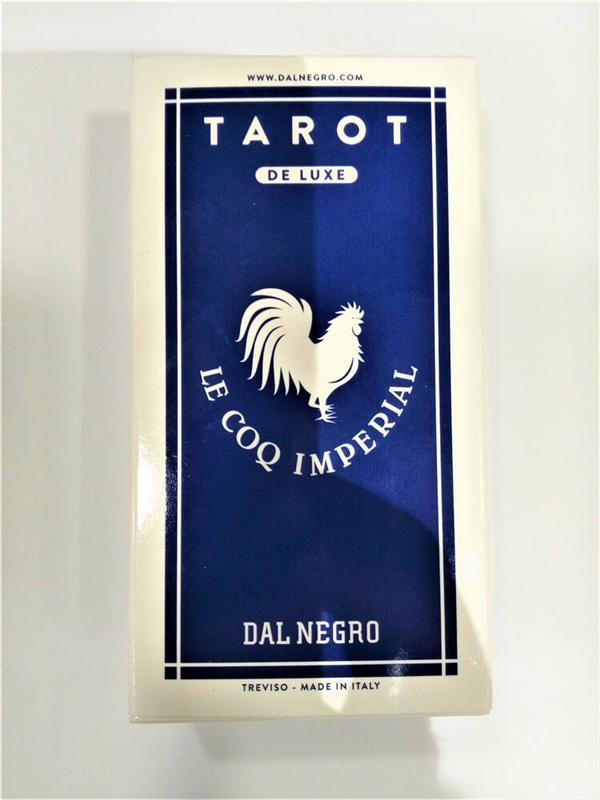 WWW.DALNEGRO.COM
TAROT
DE LUXE
LE COQ IMPERIAL
DAL NEGRO
TREVISO - MADE IN ITALY